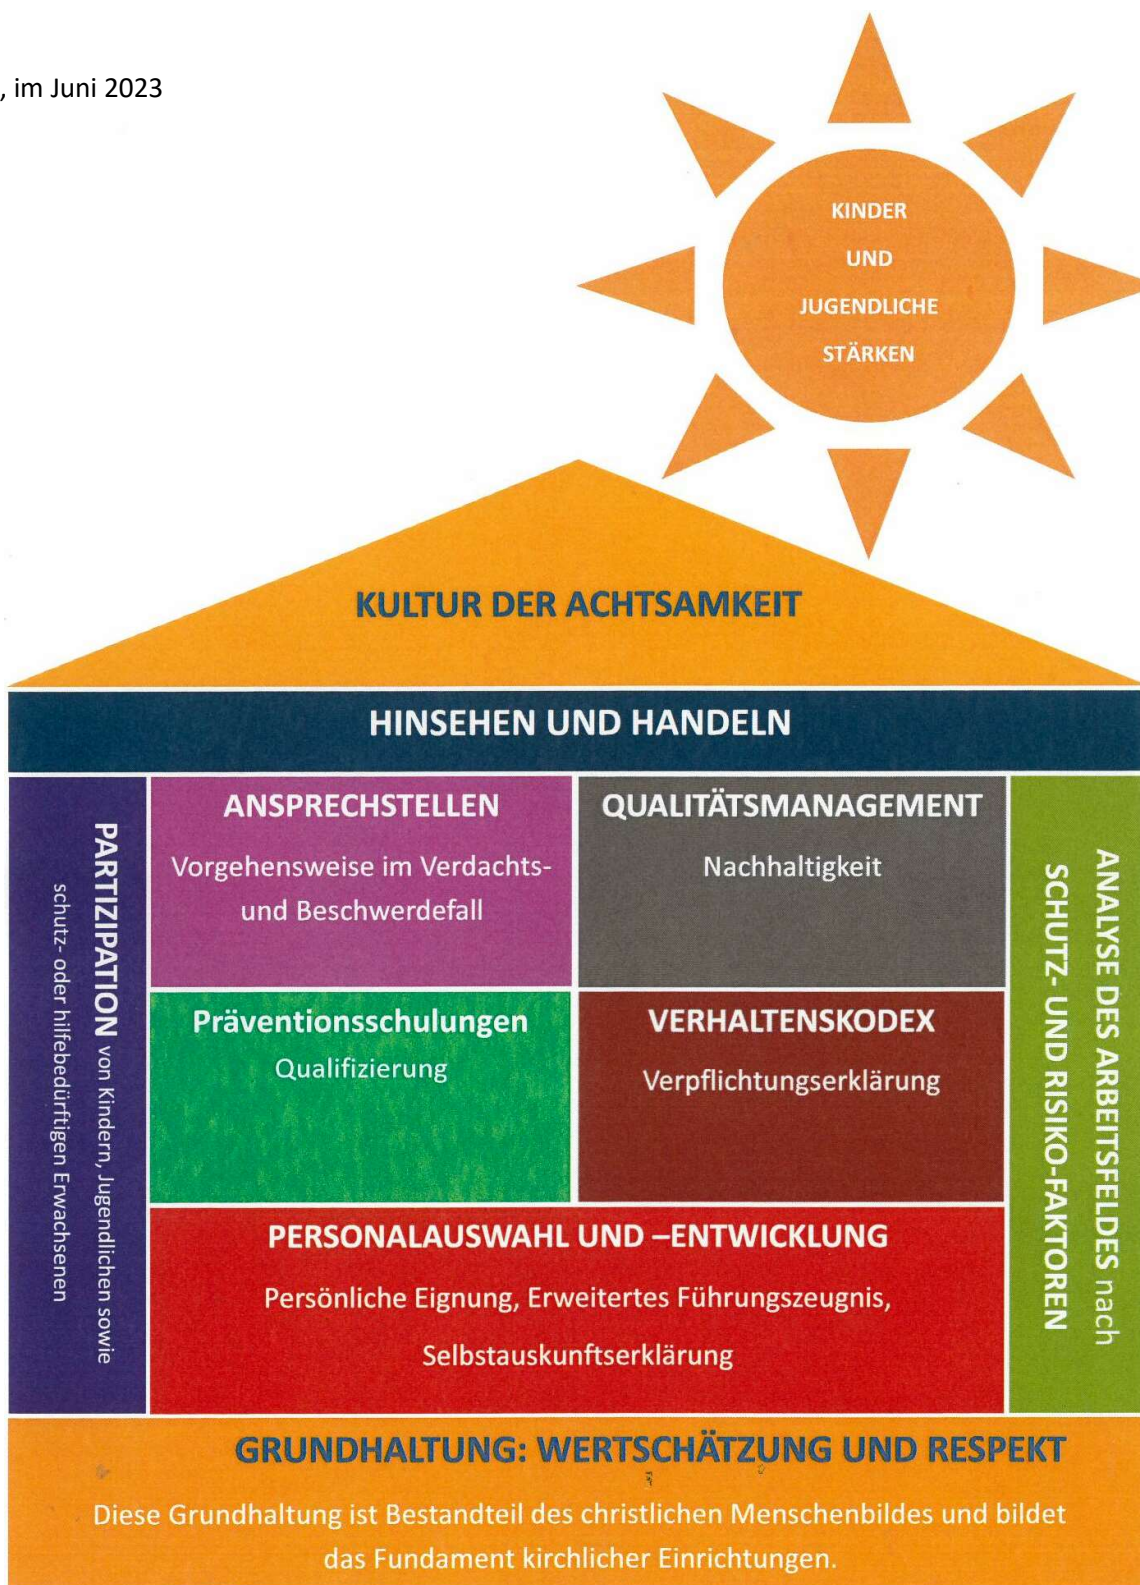 , im Juni 2023
KINDER
UND
JUGENDLICHE
STÄRKEN
KULTUR DER ACHTSAMKEIT
HINSEHEN UND HANDELN
PARTIZIPATION von Kindern, Jugendlichen sowie
schutz- oder hilfebedürftigen Erwachsenen
ANSPRECHSTELLEN
Vorgehensweise im Verdachts-
und Beschwerdefall
QUALITÄTSMANAGEMENT
Nachhaltigkeit
Präventionsschulungen
Qualifizierung
VERHALTENSKODEX
Verpflichtungserklärung
PERSONALAUSWAHL UND –ENTWICKLUNG
Persönliche Eignung, Erweitertes Führungszeugnis,
Selbstauskunftserklärung
ANALYSE DES ARBEITSFELDES nach
SCHUTZ- UND RISIKO-FAKTOREN
GRUNDHALTUNG: WERTSCHÄTZUNG UND RESPEKT
Diese Grundhaltung ist Bestandteil des christlichen Menschenbildes und bildet
das Fundament kirchlicher Einrichtungen.